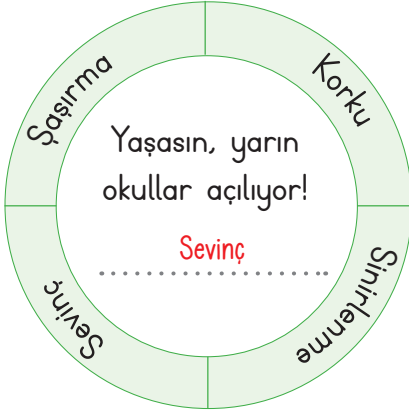 Şaşırma
Korku
Yaşasın, yarın
okullar açılıyor!
Sevinç
Sevinç
Sinirlenme